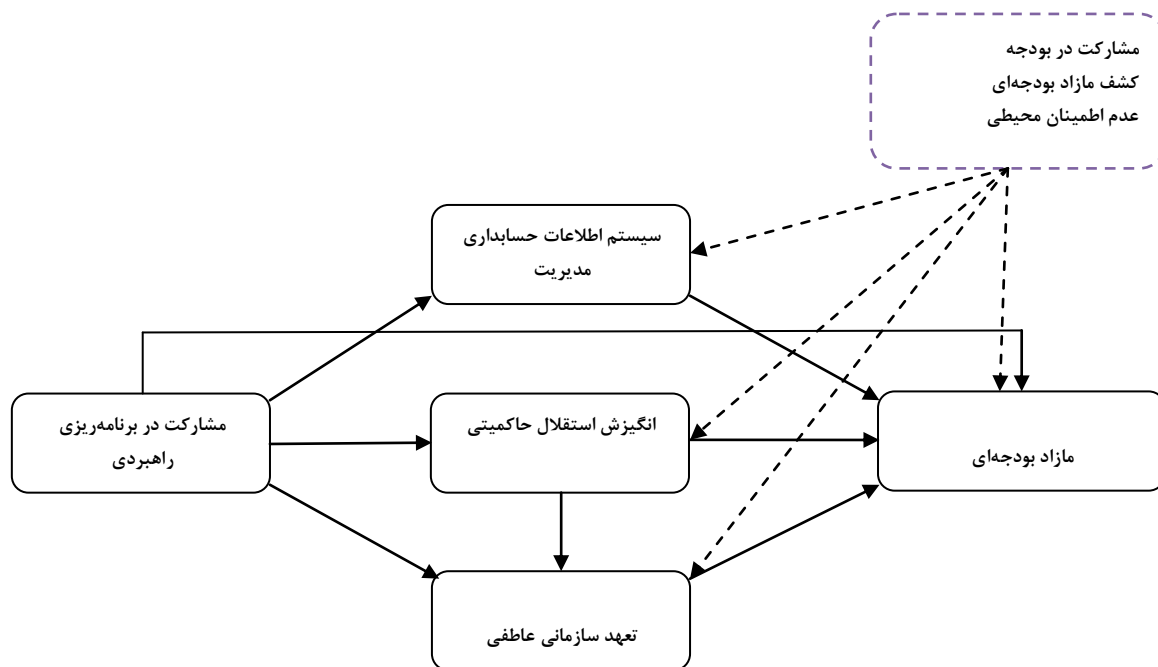 مشارکت در بودجه
کشف مازاد بودجه‌ای
عدم اطمینان محیطی
سیستم اطلاعات حسابداری
مدیریت
مشارکت در برنامه‌ریزی
راهبردی
انگیزش استقلال حاکمیتی
مازاد بودجه‌ای
تعهد سازمانی عاطفی